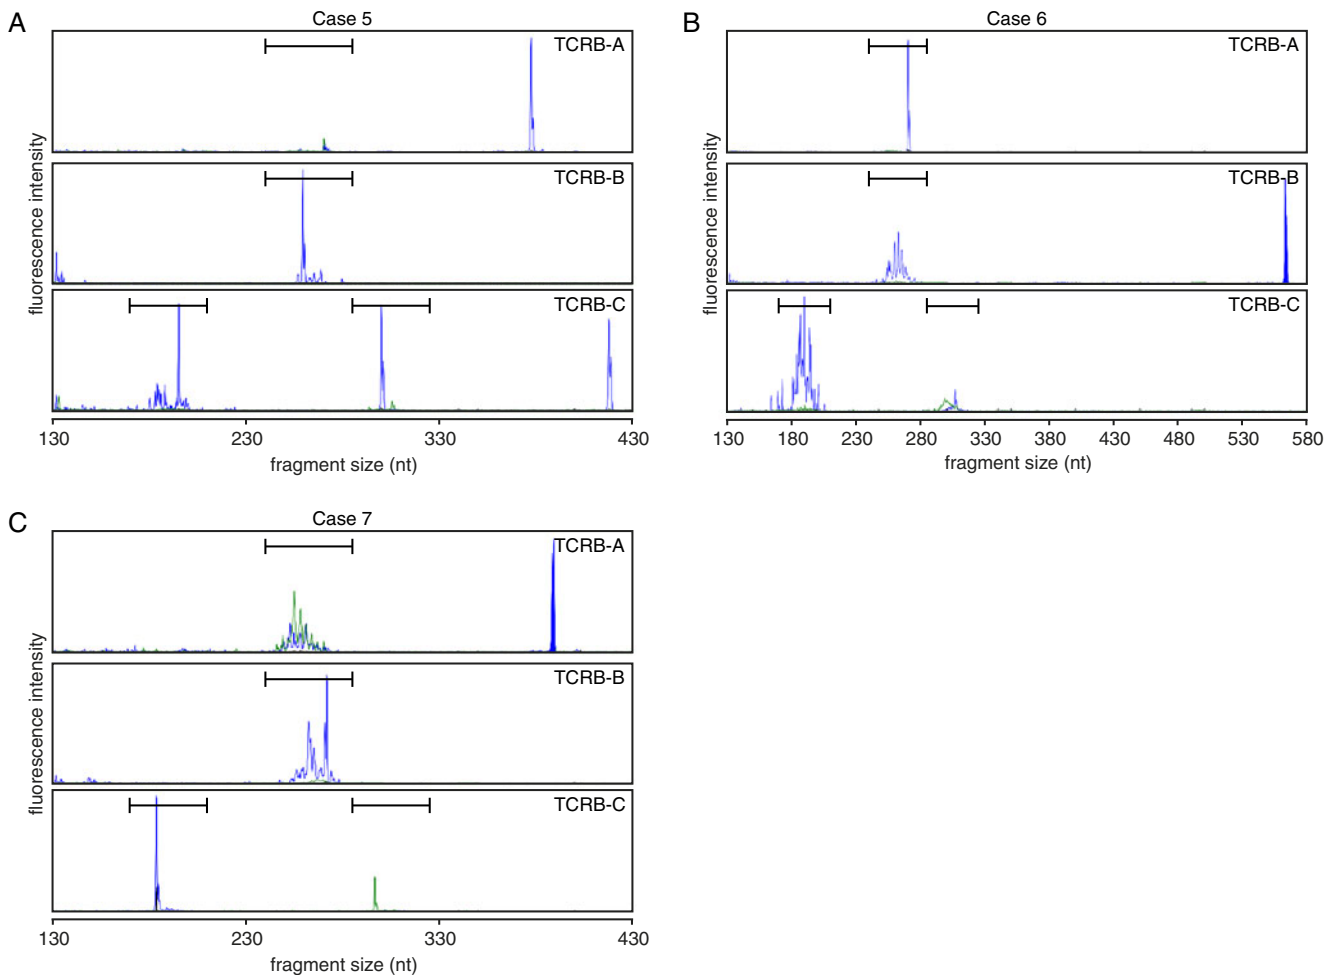 A
Case 5
TCRB-A
TCRB-B
TCRB-C
fluorescence intensity
130 230 330 430
fragment size (nt)
B
Case 6
TCRB-A
TCRB-B
TCRB-C
fluorescence intensity
130 180 230 280 330 380 430 480 530 580
fragment size (nt)
C
Case 7
TCRB-A
TCRB-B
TCRB-C
fluorescence intensity
130 230 330 430
fragment size (nt)